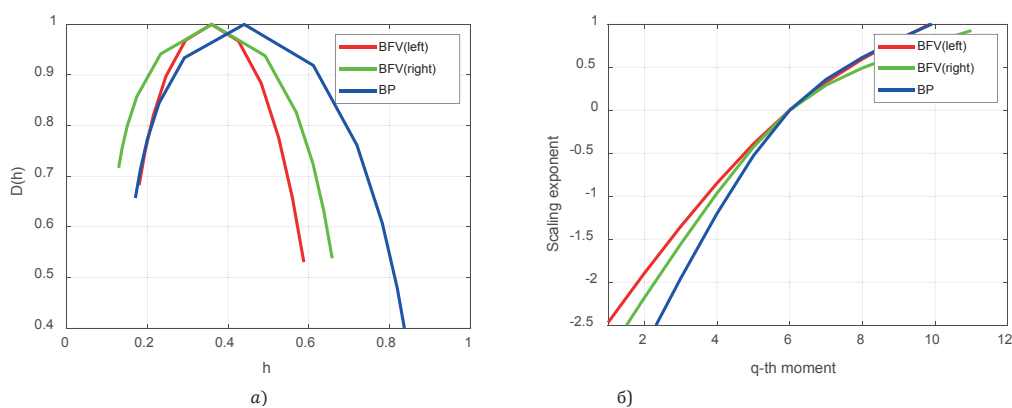 1
0.9
0.8
0.7
0.6
0.5
0.4
D(h)
0
0.2
0.4
0.6
0.8
1
h
BFV(left)
BFV(right)
BP
а)
1
0.5
0
-0.5
-1
-1.5
-2
-2.5
Scaling exponent
2
4
6
8
10
12
q-th moment
BFV(left)
BFV(right)
BP
б)